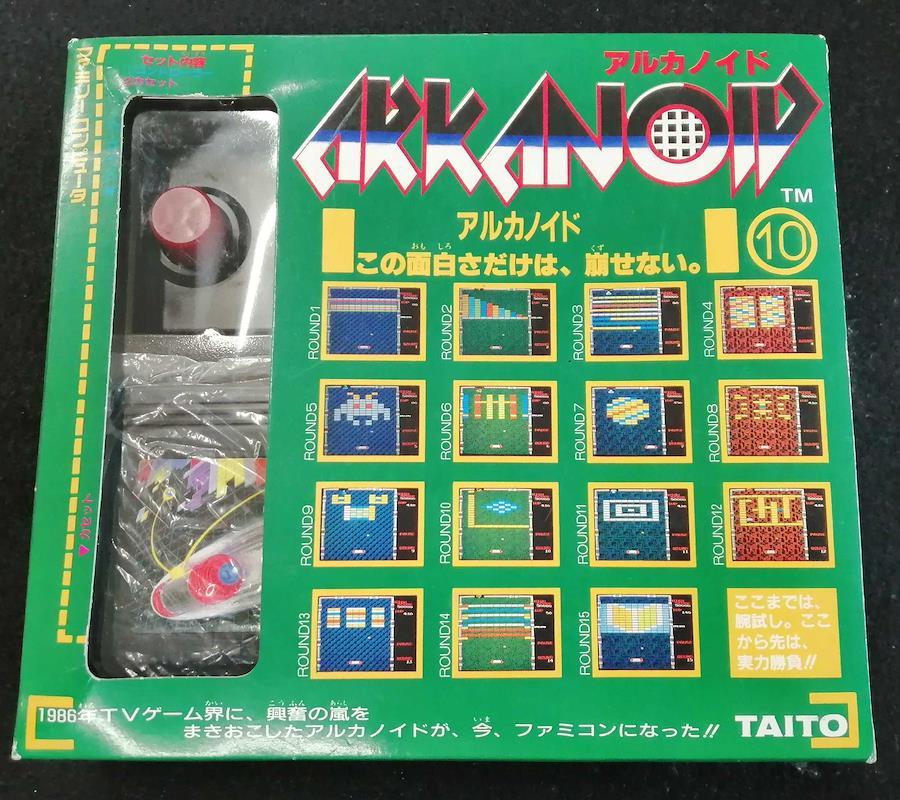 アルカノイド
ARKANOID
TM
セット内容
カセット
アルカノイド
10
この面白さだけは、崩せない。
ROUND1
ROUND2
ROUND3
ROUND4
ROUND5
ROUND6
ROUND7
ROUND8
ROUND9
ROUND10
ROUND11
ROUND12
ROUND13
ROUND14
ROUND15
ここまでは、
腕試し。ここ
から先は、
実力勝負!!
▼カセット
1986年TVゲーム界に、興奮の嵐を
まきおこしたアルカノイドが、今、ファミコンになった!!
TAITO